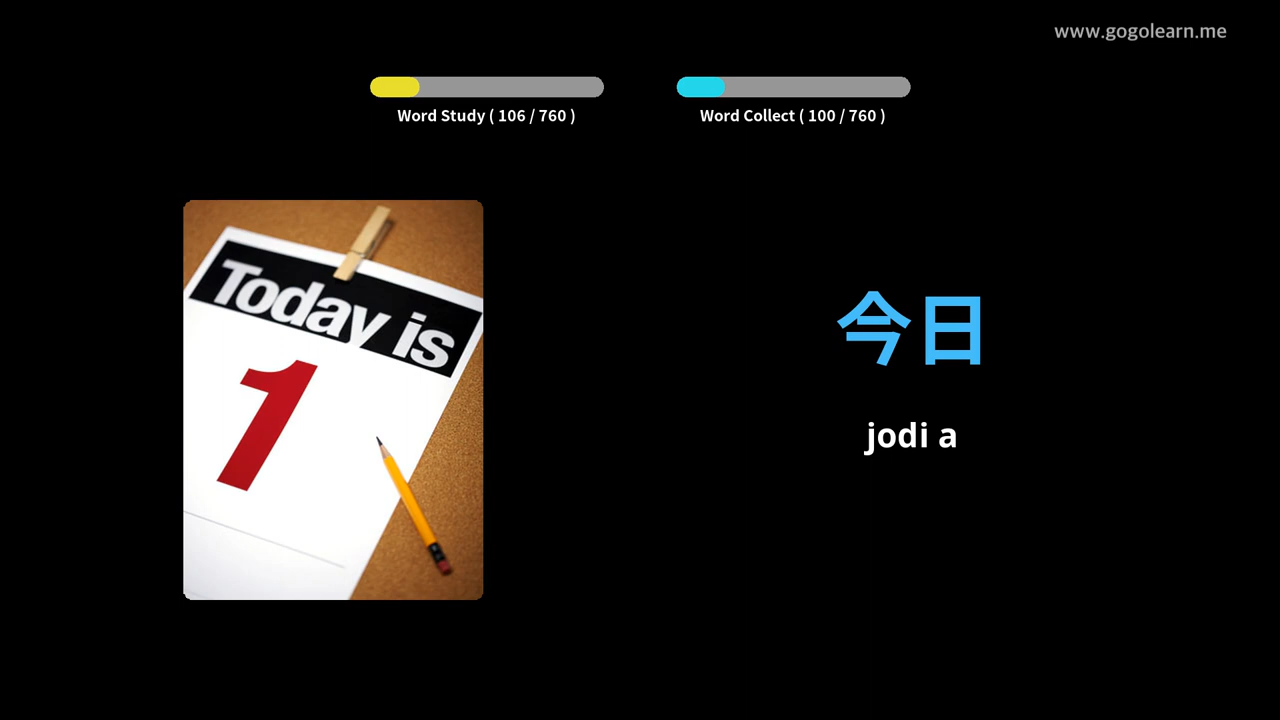 www.gogolearn.me
Word Study ( 106 / 760 )
Word Collect ( 100 / 760 )
Today is
1
今日
jodi a